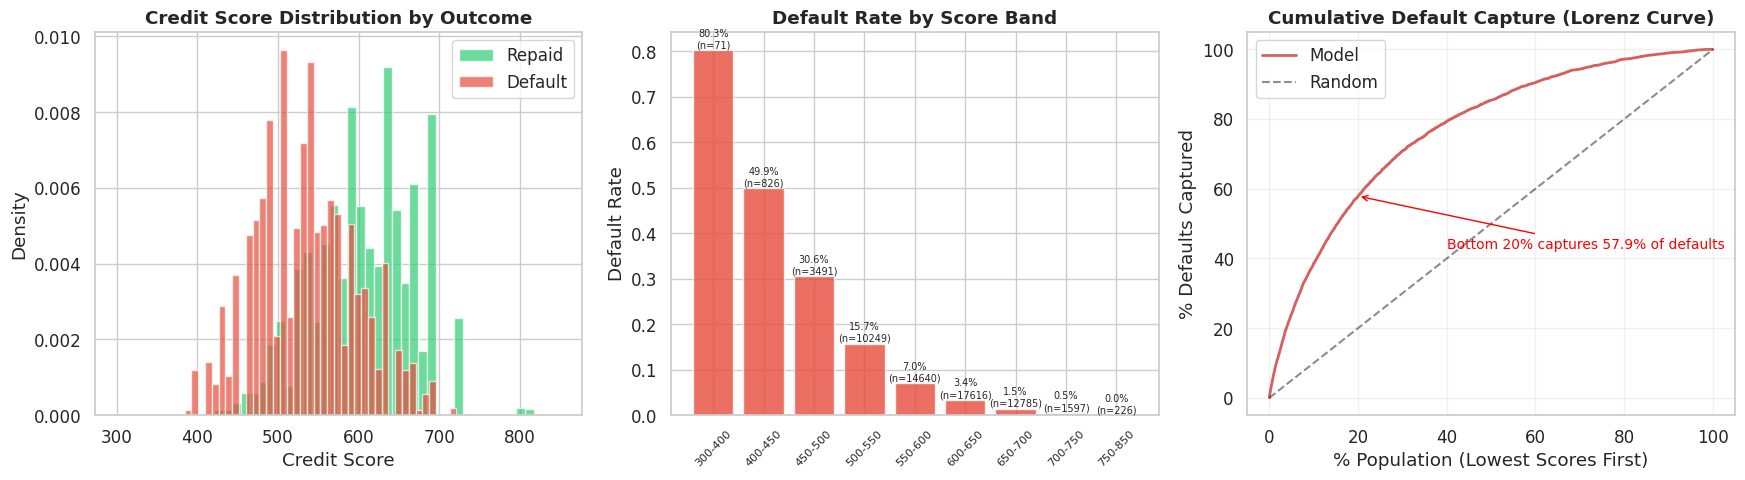 Credit Score Distribution by Outcome
0.010
0.008
0.006
0.004
0.002
0.000
Density
Repaid
Default
300 400 500 600 700 800
Credit Score
Default Rate by Score Band
0.8
0.7
0.6
0.5
0.4
0.3
0.2
0.1
0.0
Default Rate
80.3%
(n=71)
49.9%
(n=826)
30.6%
(n=3491)
15.7%
(n=10249)
7.0%
(n=14640)
3.4%
(n=17616)
1.5%
(n=12785)
0.5%
(n=1597)
0.0%
(n=226)
300-400
400-450
450-500
500-550
550-600
600-650
650-700
700-750
750-850
Cumulative Default Capture (Lorenz Curve)
100
80
60
40
20
0
% Defaults Captured
Model
Random
Bottom 20% captures 57.9% of defaults
0 20 40 60 80 100
% Population (Lowest Scores First)